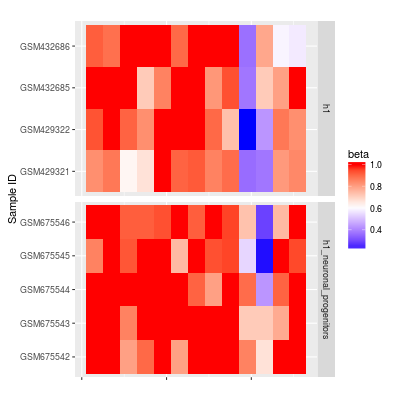 GSM432686
GSM432685
GSM429322
GSM429321
h1
GSM675546
GSM675545
GSM675544
GSM675543
GSM675542
h1_neuronal_progenitors
Sample ID
beta
1.0
0.8
0.6
0.4